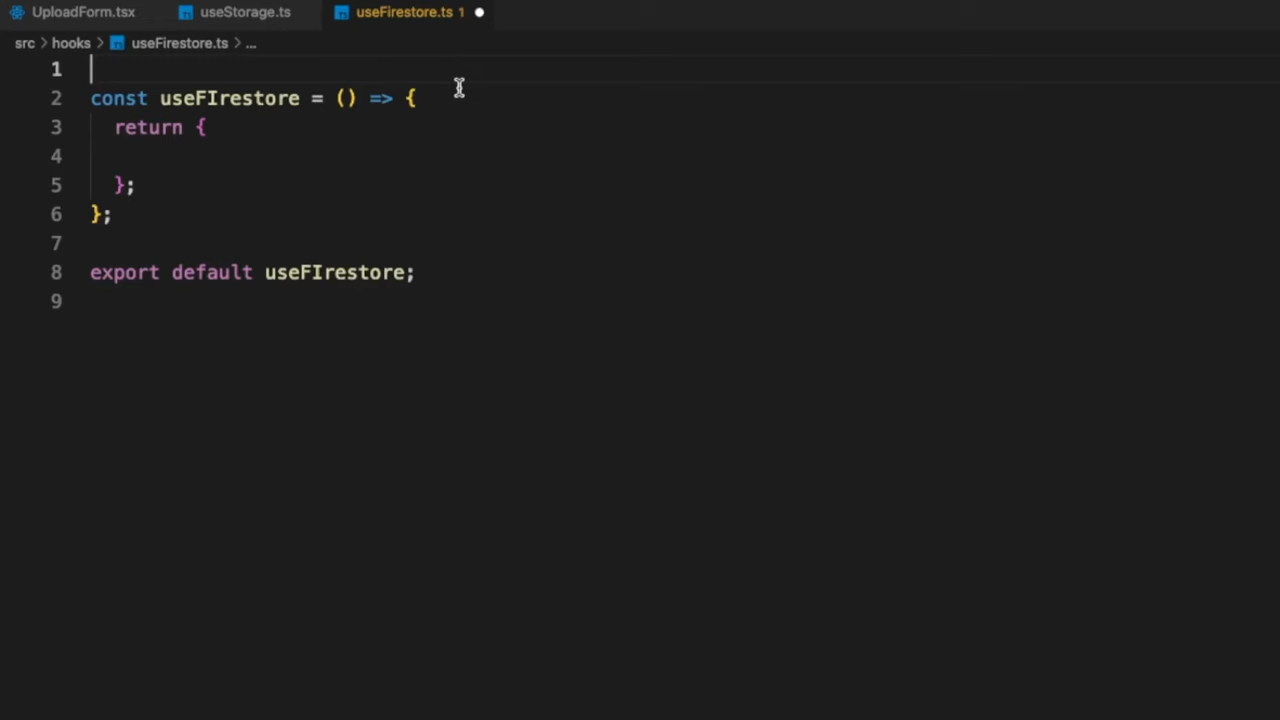 UploadForm.tsx useStorage.ts useFirestore.ts 1
src > hooks > useFirestore.ts > ...
1
2 const useFIrestore = () => {
3 return {
4
5 };
6 };
7
8 export default useFIrestore;
9